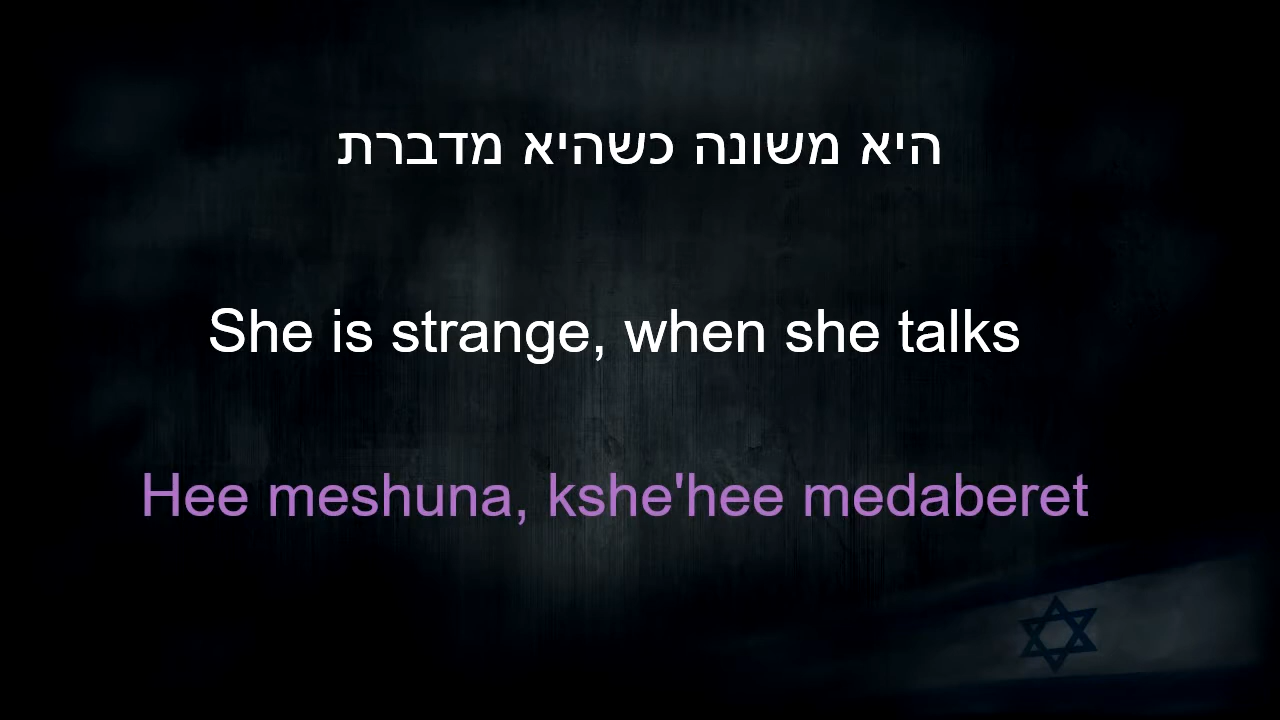 היא משונה כשהיא מדברת
She is strange, when she talks
Hee meshuna, kshe'hee medaberet